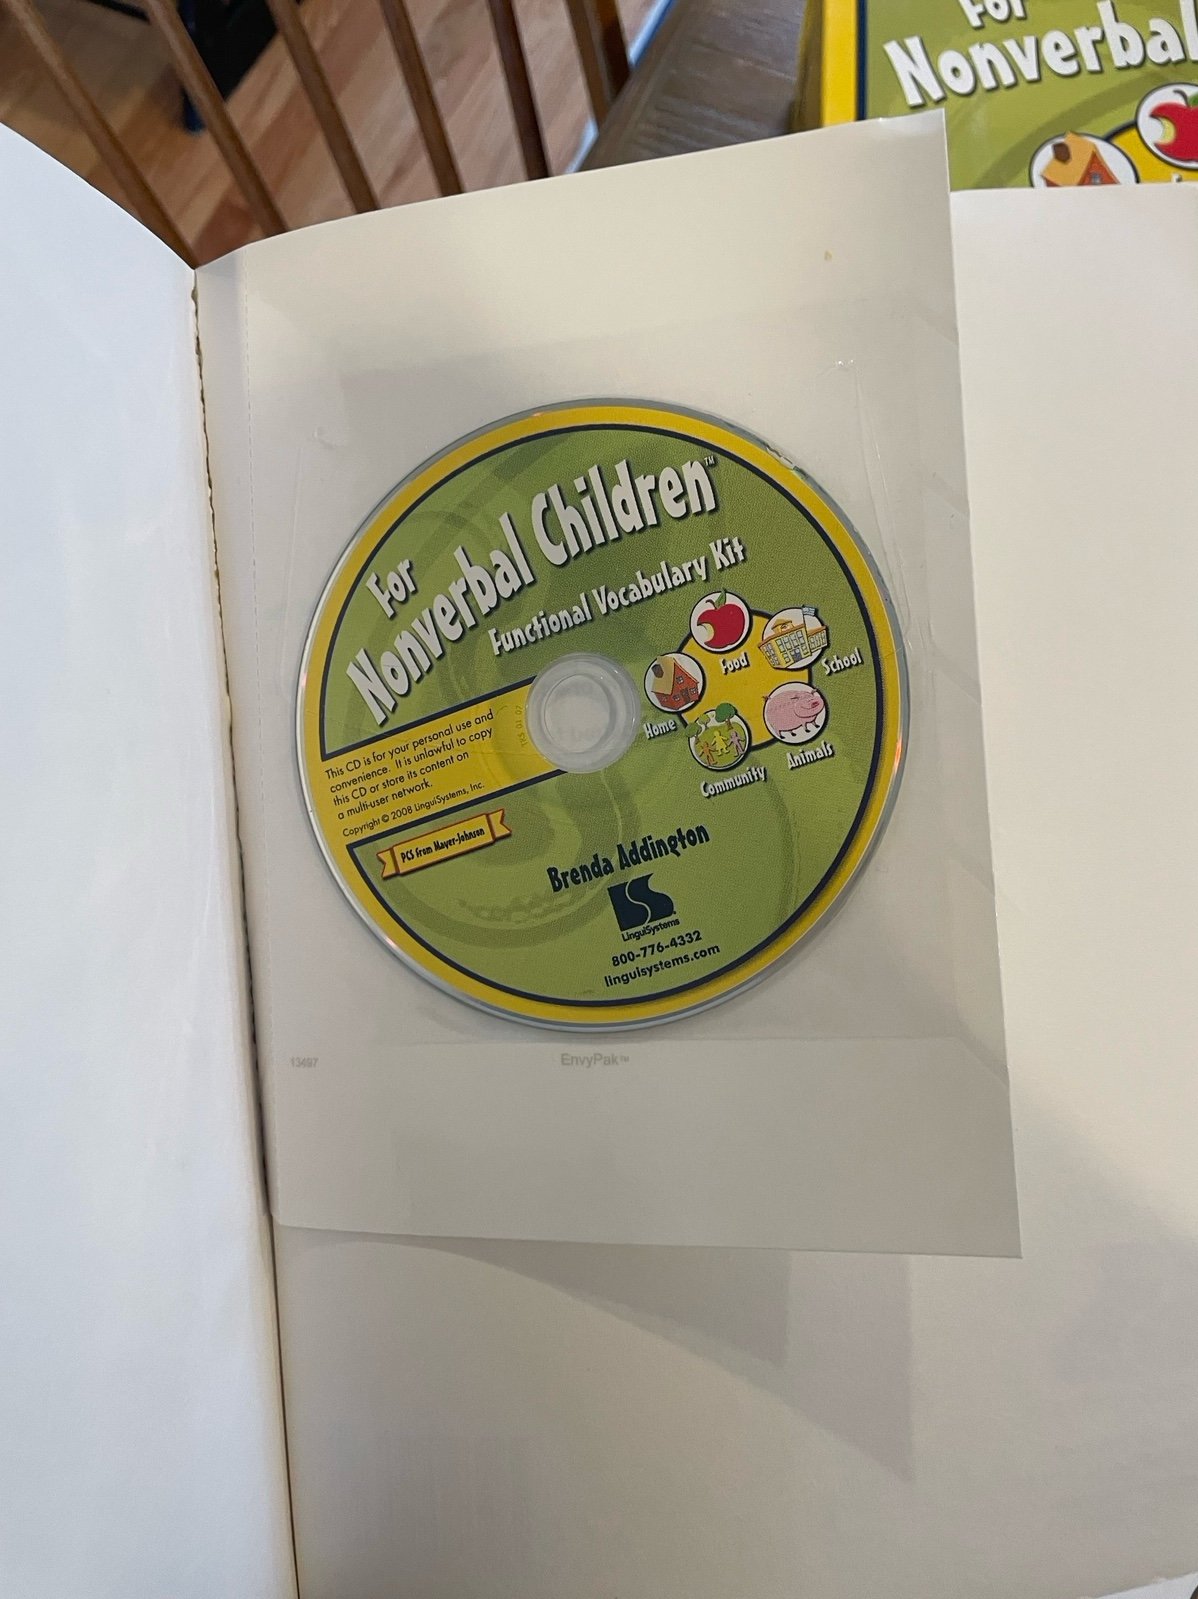 For
Nonverbal
For
Nonverbal Children™
Functional Vocabulary Kit
Food
School
Home
Animals
Community
This CD is for your personal use and
convenience. It is unlawful to copy
this CD or store its content on
a multi-user network.
Copyright © 2008 LinguiSystems, Inc.
PCS from Mayer-Johnson
Brenda Addington
LS
LinguiSystems
800-776-4332
linguisystems.com
13497
EnvyPak™